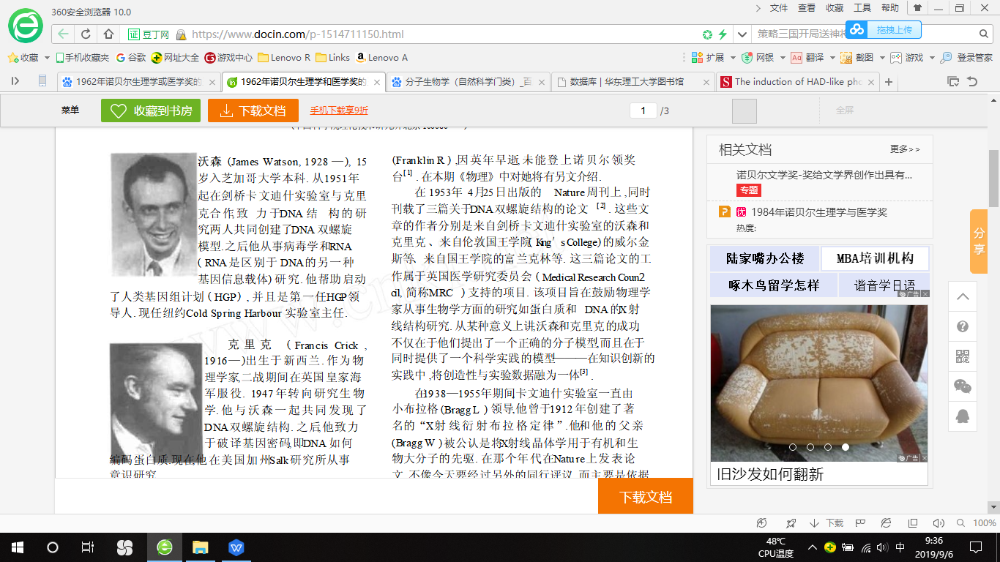 360安全浏览器 10.0
文件 查看 收藏 工具 帮助
证 豆丁网 https://www.docin.com/p-1514711150.html
策略三国开局送神将
拖拽上传
收藏 手机收藏夹 谷歌 网址大全 游戏中心 Lenovo R Links Lenovo A
扩展 网银 翻译 截图 游戏 登录管家
1962年诺贝尔生理学或医学奖的
1962年诺贝尔生理学和医学奖的
分子生物学（自然科学门类）_百
数据库 | 华东理工大学图书馆
The induction of HAD-like pho
菜单 收藏到书房 下载文档 手机下载享9折 1 /3 全屏
沃森 (James Watson, 1928 —), 15
岁入芝加哥大学本科. 从1951年
起在剑桥卡文迪什实验室与克里
克合作,致 力于DNA 结 构的研
究,两人共同创建了DNA 双螺旋
模型.之后他从事病毒学和RNA
( RNA 是区别于 DNA的另一种
基因信息载体) 研究. 他帮助启动
了人类基因组计划 ( HGP) , 并且是第一任HGP领
导人. 现任纽约Cold Spring Harbour 实验室主任.
克里克 ( Francis Crick ,
1916—)出生于新西兰. 作为物
理学家,二战期间在英国皇家海
军服役. 1947 年转向研究生物
学. 他与沃森一起共同发现了
DNA双螺旋结构. 之后他致力
于破译基因密码,即DNA 如何
编码蛋白质.现在,他在美国加州Salk研究所从事
意识研究
(Franklin R ) ,因英年早逝,未能登上诺贝尔领奖
台[1] . 在本期《物理》中对她将有另文介绍.
在 1953年 4月25日出版的 Nature 周刊上 ,同时
刊载了三篇关于DNA 双螺旋结构的论文 [2] . 这些文
章的作者分别是来自剑桥卡文迪什实验室的沃森和
克里克、来自伦敦国王学院( King′s College)的威尔金
斯等、来自国王学院的富兰克林等. 这三篇论文的工
作属于英国医学研究委员会 ( Medical Research Coun2
cil, 简称MRC ) 支持的项目. 该项目旨在鼓励物理学
家从事生物学方面的研究如蛋白质和 DNA 的X射
线结构研究. 从某种意义上讲沃森和克里克的成功
不仅在于他们提出了一个正确的分子模型,而且在于
同时提供了一个科学实践的模型———在知识创新的
实践中 ,将创造性与实验数据融为一体[3] .
在1938—1955年期间卡文迪什实验室一直由
小布拉格 (Bragg L ) 领导,他曾于1912 年创建了著
名的 “X射线衍射布拉格定律”.他和他的父亲
(Bragg W ) 被公认是将X射线晶体学用于有机和生
物大分子的先驱. 在那个年代在Nature上发表论
文,不像今天要经过另外的同行评议,而主要是依据
下载文档
相关文档 更多>>
诺贝尔文学奖-奖给文学界创作出具有...
专题
优 1984年诺贝尔生理学与医学奖
热度:
陆家嘴办公楼 MBA培训机构
啄木鸟留学怎样 谐音学日语
广告
广告
旧沙发如何翻新
分享
下载 100%
48℃
CPU温度
中
9:36
2019/9/6